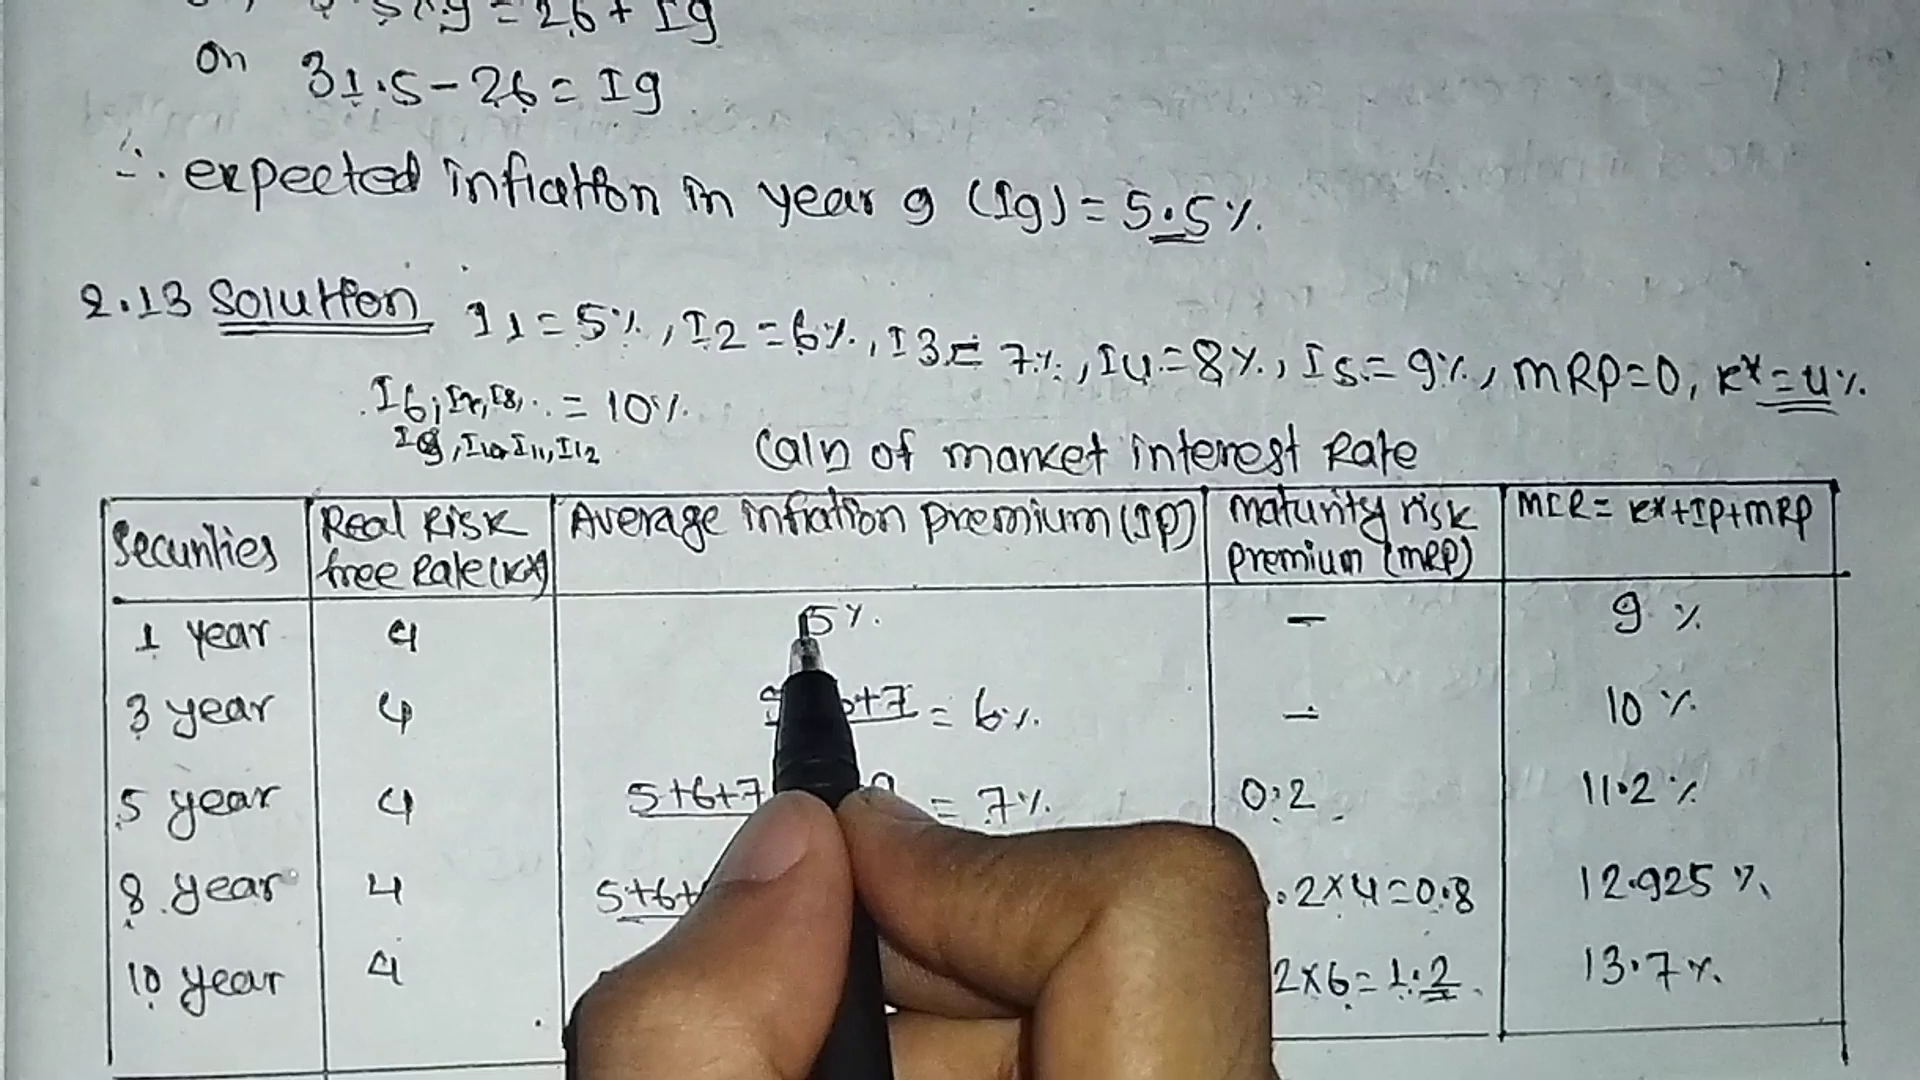 = 26 + I9
on 31.5 - 26 = I9
∴ expected inflation in year 9 (I9) = 5.5%.
2.13 Solution I1 = 5%, I2 = 6%, I3 = 7%, I4 = 8%, I5 = 9%, MRP = 0, K* = 4%.
I6, I7, I8, .. = 10%.
I9, I10, I11, I12
Caln of market interest Rate
Securities | Real Risk free Rate (K*) | Average inflation premium (IP) | maturity risk premium (MRP) | MIR = K* + IP + MRP
1 year | 4 | 5% | - | 9 %
3 year | 4 | +7 = 6%. | - | 10 %
5 year | 4 | 5+6+7 = 7%. | 0.2 | 11.2 %
8 year | 4 | 5+6+ | .2×4 = 0.8 | 12.925 %
10 year | 4 | 2×6 = 1.2 | 13.7 %.